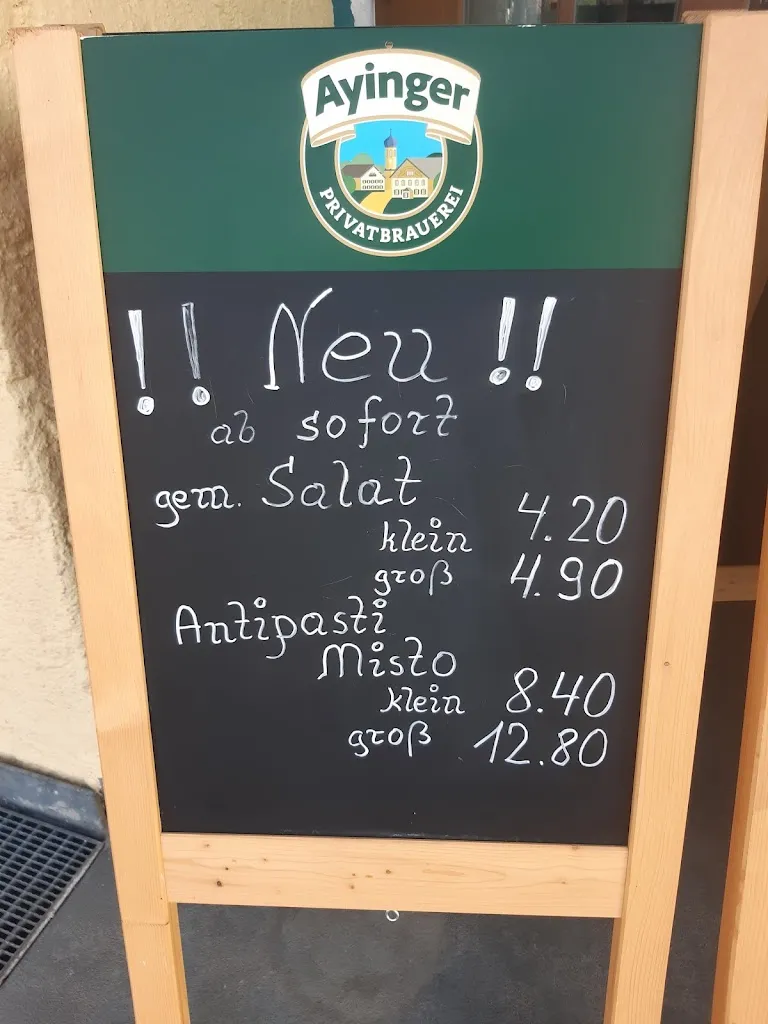 Ayinger
PRIVATBRAUEREI
!! Neu !!
ab sofort
gem. Salat
klein 4.20
groß 4.90
Antipasti
Misto
klein 8.40
groß 12.80